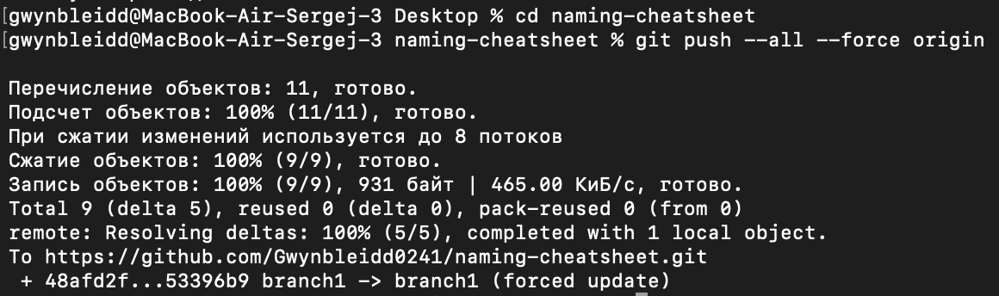 [gwynbleidd@MacBook-Air-Sergej-3 Desktop % cd naming-cheatsheet
[gwynbleidd@MacBook-Air-Sergej-3 naming-cheatsheet % git push --all --force origin
Перечисление объектов: 11, готово.
Подсчет объектов: 100% (11/11), готово.
При сжатии изменений используется до 8 потоков
Сжатие объектов: 100% (9/9), готово.
Запись объектов: 100% (9/9), 931 байт | 465.00 КиБ/с, готово.
Total 9 (delta 5), reused 0 (delta 0), pack-reused 0 (from 0)
remote: Resolving deltas: 100% (5/5), completed with 1 local object.
To https://github.com/Gwynbleidd0241/naming-cheatsheet.git
 + 48afd2f...53396b9 branch1 -> branch1 (forced update)